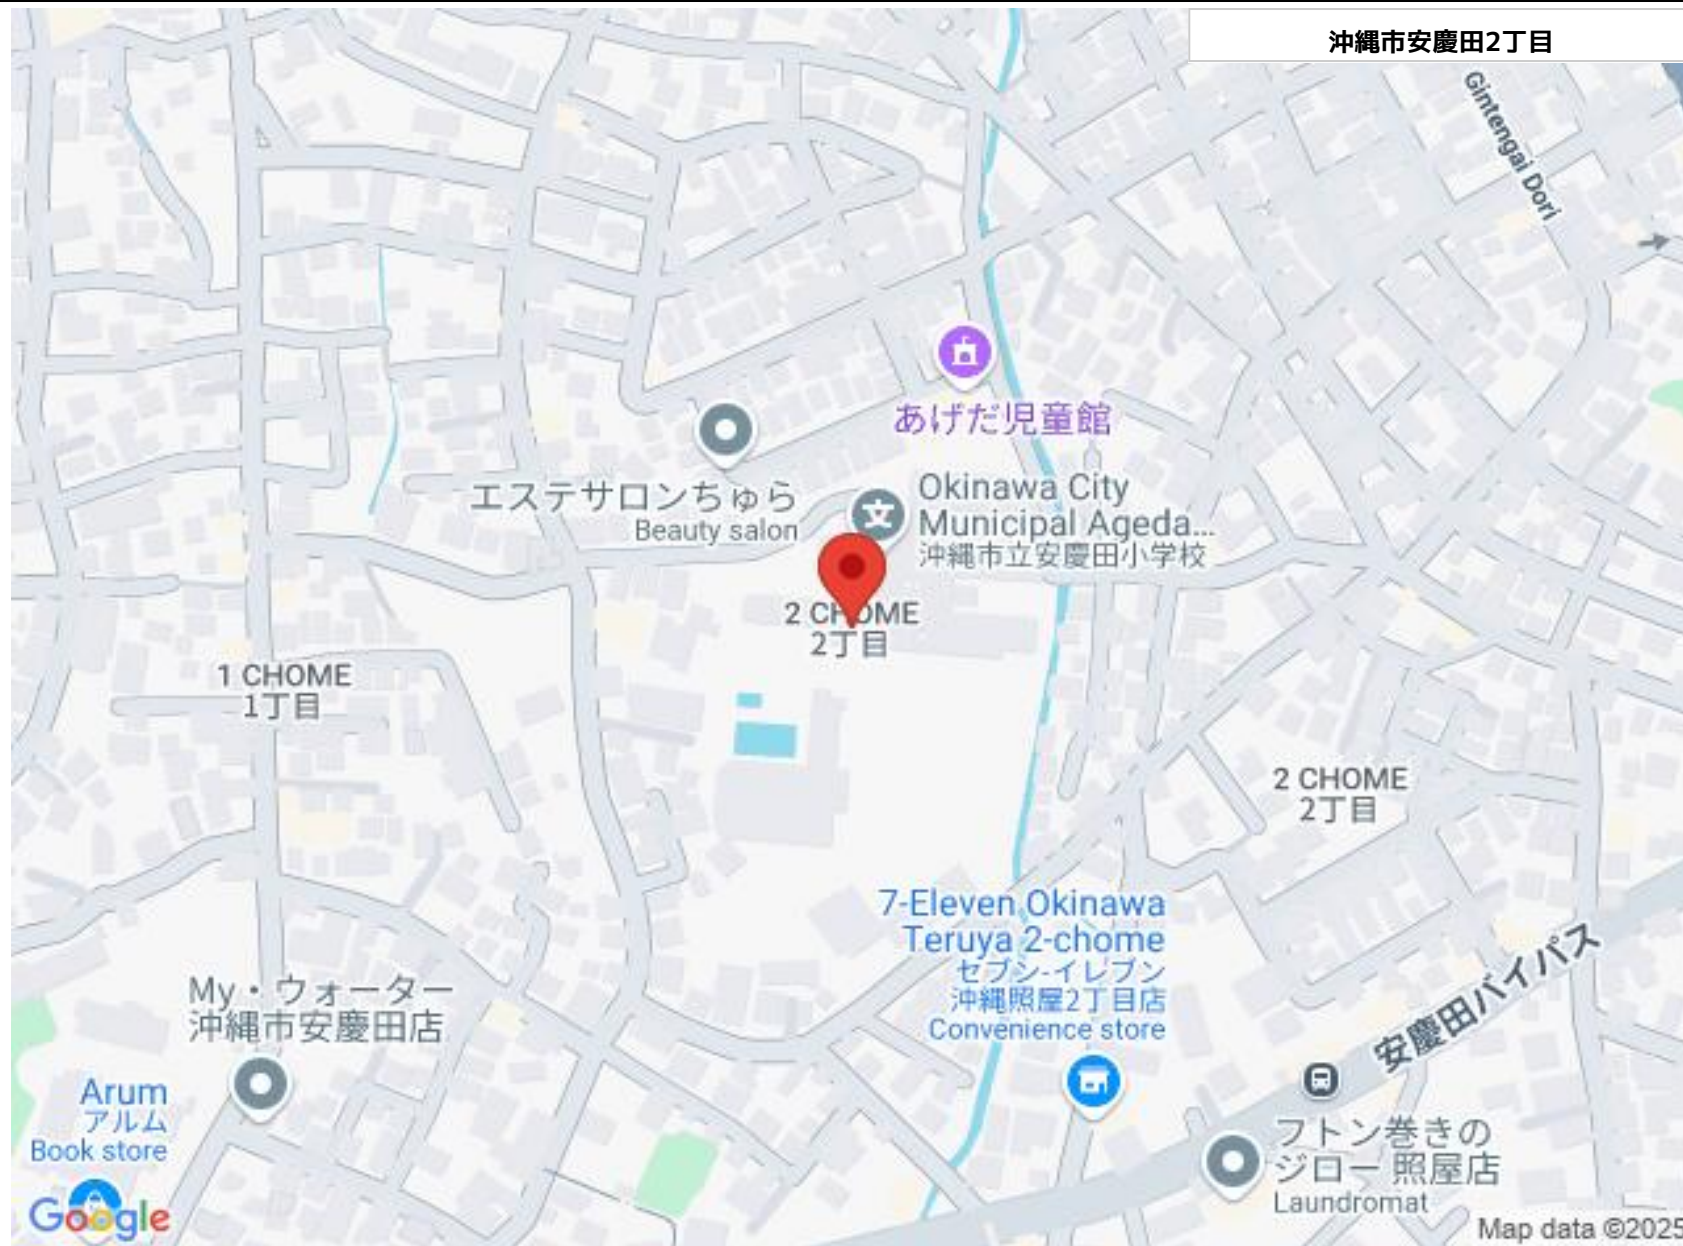 沖縄市安慶田2丁目
Gintengai Dori
あげだ児童館
エステサロンちゅら
Beauty salon
Okinawa City
Municipal Ageda...
沖縄市立安慶田小学校
2 CHOME
2丁目
1 CHOME
1丁目
2 CHOME
2丁目
7-Eleven Okinawa
Teruya 2-chome
セブン-イレブン
沖縄照屋2丁目店
Convenience store
安慶田バイパス
My・ウォーター
沖縄市安慶田店
Arum
アルム
Book store
フトン巻きの
ジロー 照屋店
Laundromat
Google
Map data ©2025